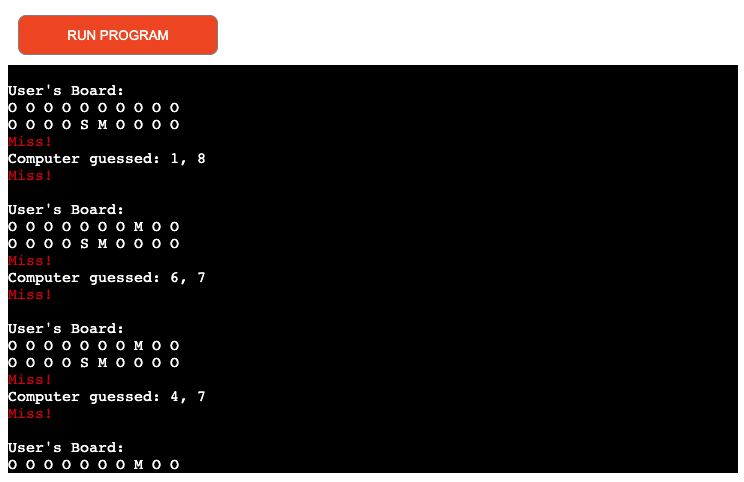 RUN PROGRAM
User's Board:
O O O O O O O O O O
O O O O S M O O O O
Miss!
Computer guessed: 1, 8
Miss!
User's Board:
O O O O O O O M O O
O O O O S M O O O O
Miss!
Computer guessed: 6, 7
Miss!
User's Board:
O O O O O O O M O O
O O O O S M O O O O
Miss!
Computer guessed: 4, 7
Miss!
User's Board:
O O O O O O O M O O